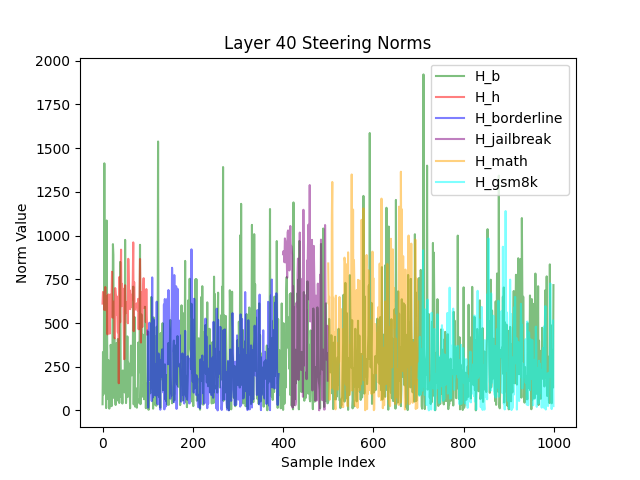 Layer 40 Steering Norms
2000
1750
1500
1250
1000
750
500
250
0
Norm Value
H_b
H_h
H_borderline
H_jailbreak
H_math
H_gsm8k
0 200 400 600 800 1000
Sample Index